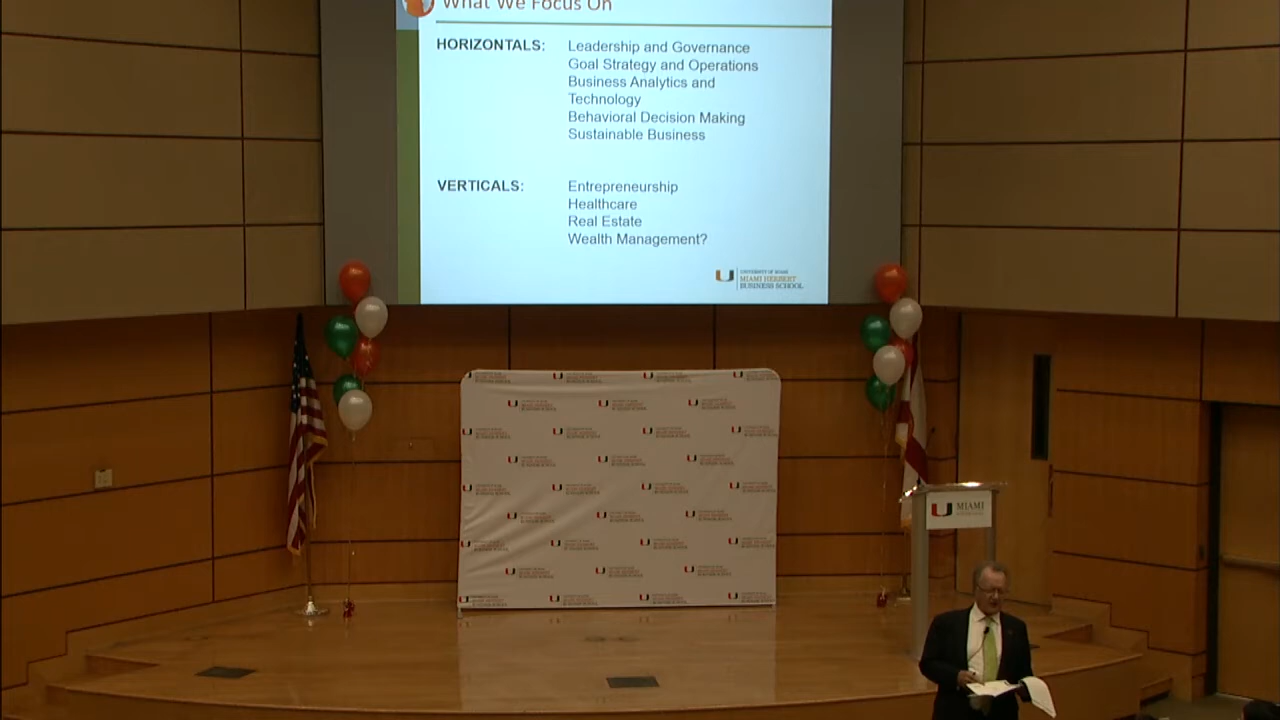 What We Focus On
HORIZONTALS: Leadership and Governance
Goal Strategy and Operations
Business Analytics and
Technology
Behavioral Decision Making
Sustainable Business
VERTICALS: Entrepreneurship
Healthcare
Real Estate
Wealth Management?
UNIVERSITY OF MIAMI
MIAMI HERBERT
BUSINESS SCHOOL
MIAMI